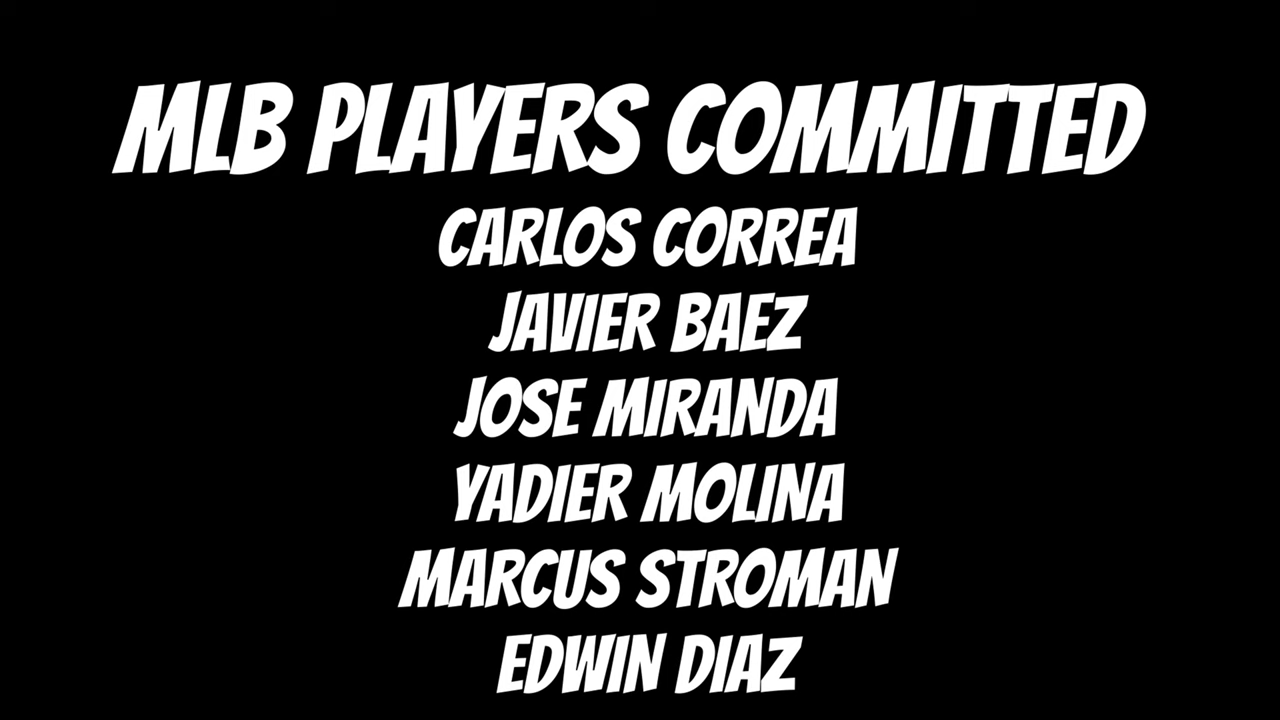 MLB PLAYERS COMMITTED
CARLOS CORREA
JAVIER BAEZ
JOSE MIRANDA
YADIER MOLINA
MARCUS STROMAN
EDWIN DIAZ